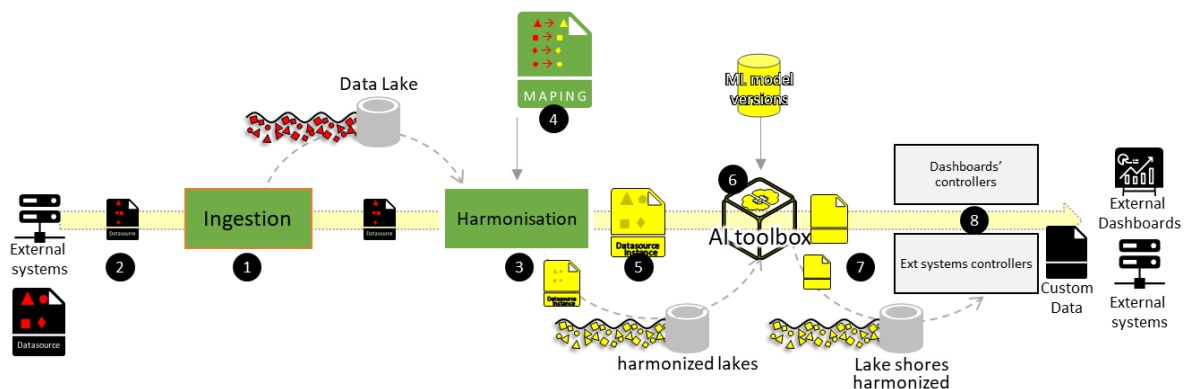 MAPING
4
Data Lake
ML model
versions
6
Dashboards'
controllers
External
Dashboards
External
systems
Datasource
2
Datasource
Ingestion
1
Datasource
Harmonisation
3
Datasource
Instance
5
AI toolbox
7
8
Ext systems controllers
Custom
Data
External
systems
Datasource
Instance
harmonized lakes
Lake shores
harmonized